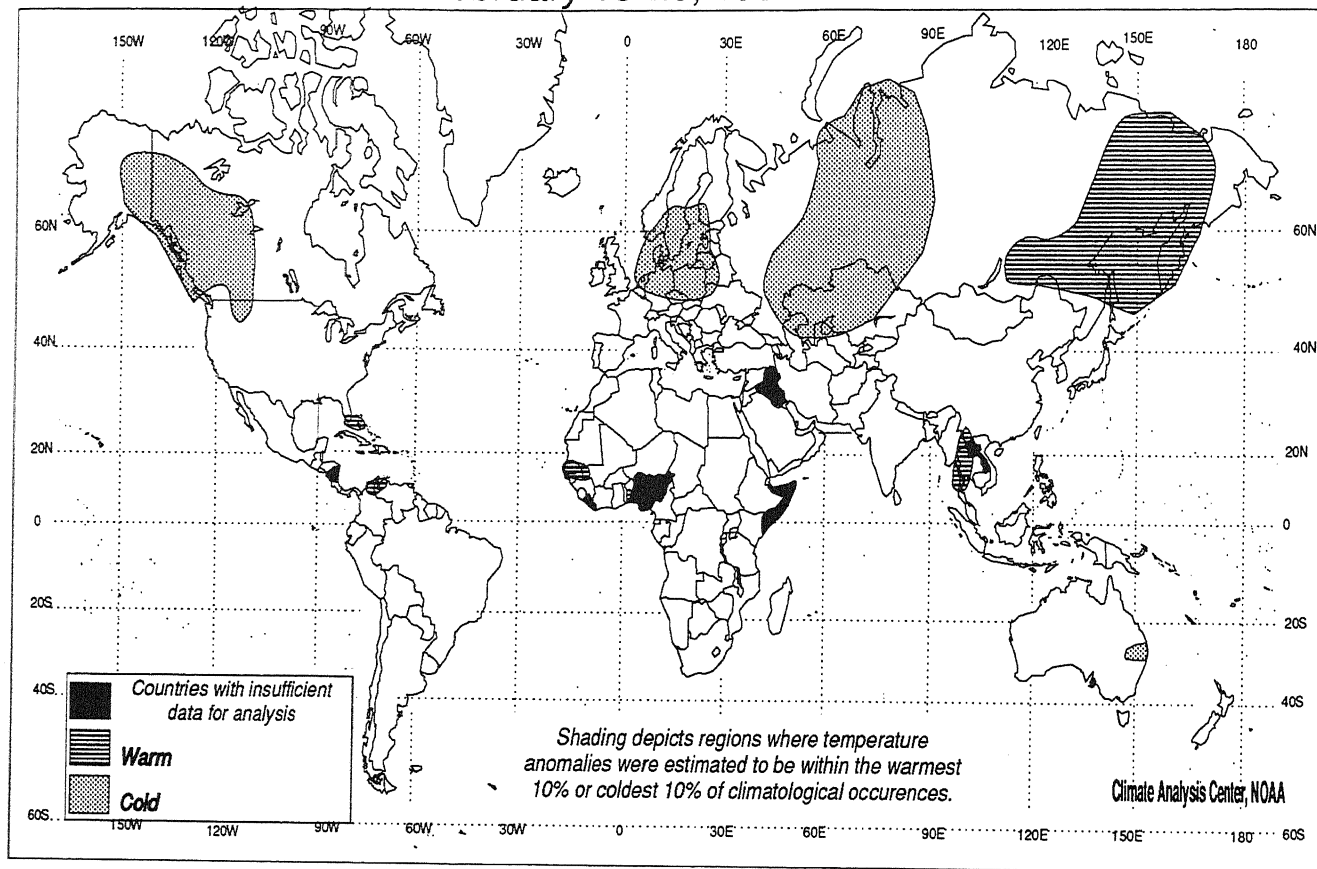 150W 120W 90W 60W 30W 0 30E 60E 90E 120E 150E 180
60N 60N
40N 40N
20N 20N
0 0
20S 20S
40S 40S
60S 60S
Countries with insufficient
data for analysis
Warm
Cold
Shading depicts regions where temperature
anomalies were estimated to be within the warmest
10% or coldest 10% of climatological occurences.
Climate Analysis Center, NOAA
150W 120W 90W 60W 30W 0 30E 60E 90E 120E 150E 180